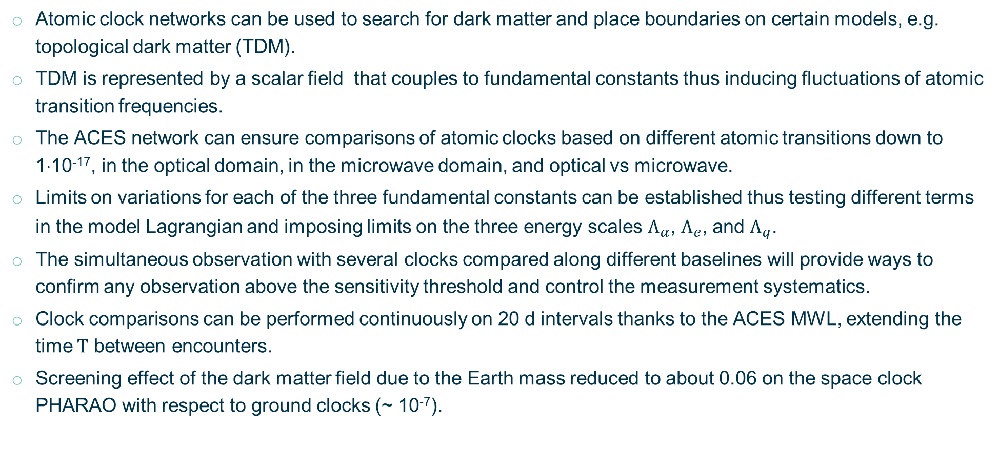 ○ Atomic clock networks can be used to search for dark matter and place boundaries on certain models, e.g.
topological dark matter (TDM).
○ TDM is represented by a scalar field  that couples to fundamental constants thus inducing fluctuations of atomic
transition frequencies.
○ The ACES network can ensure comparisons of atomic clocks based on different atomic transitions down to
1·10⁻¹⁷, in the optical domain, in the microwave domain, and optical vs microwave.
○ Limits on variations for each of the three fundamental constants can be established thus testing different terms
in the model Lagrangian and imposing limits on the three energy scales Λ_α, Λ_e, and Λ_q.
○ The simultaneous observation with several clocks compared along different baselines will provide ways to
confirm any observation above the sensitivity threshold and control the measurement systematics.
○ Clock comparisons can be performed continuously on 20 d intervals thanks to the ACES MWL, extending the
time T between encounters.
○ Screening effect of the dark matter field due to the Earth mass reduced to about 0.06 on the space clock
PHARAO with respect to ground clocks (~ 10⁻⁷).